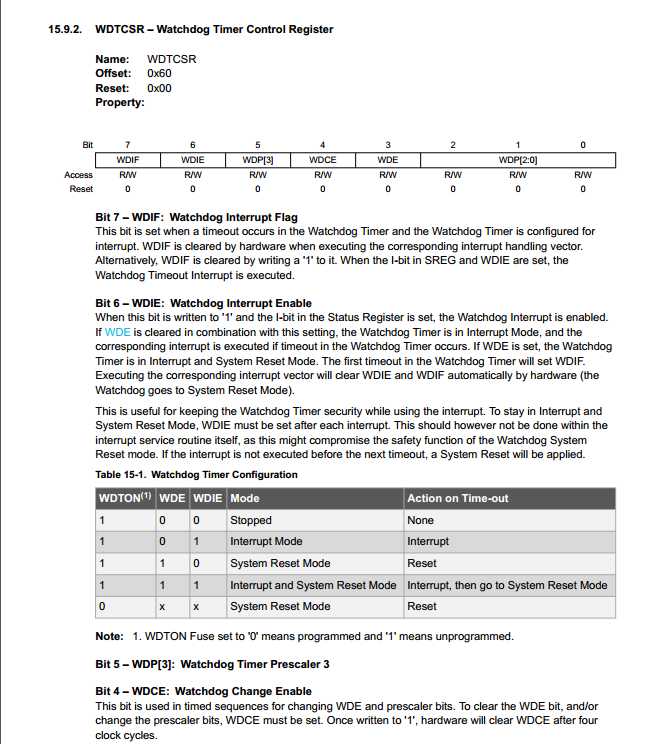 15.9.2. WDTCSR – Watchdog Timer Control Register
Name: WDTCSR
Offset: 0x60
Reset: 0x00
Property:
Bit 7 6 5 4 3 2 1 0
WDIF WDIE WDP[3] WDCE WDE WDP[2:0]
Access R/W R/W R/W R/W R/W R/W R/W R/W
Reset 0 0 0 0 0 0 0 0
Bit 7 – WDIF: Watchdog Interrupt Flag
This bit is set when a timeout occurs in the Watchdog Timer and the Watchdog Timer is configured for
interrupt. WDIF is cleared by hardware when executing the corresponding interrupt handling vector.
Alternatively, WDIF is cleared by writing a '1' to it. When the I-bit in SREG and WDIE are set, the
Watchdog Timeout Interrupt is executed.
Bit 6 – WDIE: Watchdog Interrupt Enable
When this bit is written to '1' and the I-bit in the Status Register is set, the Watchdog Interrupt is enabled.
If WDE is cleared in combination with this setting, the Watchdog Timer is in Interrupt Mode, and the
corresponding interrupt is executed if timeout in the Watchdog Timer occurs. If WDE is set, the Watchdog
Timer is in Interrupt and System Reset Mode. The first timeout in the Watchdog Timer will set WDIF.
Executing the corresponding interrupt vector will clear WDIE and WDIF automatically by hardware (the
Watchdog goes to System Reset Mode).
This is useful for keeping the Watchdog Timer security while using the interrupt. To stay in Interrupt and
System Reset Mode, WDIE must be set after each interrupt. This should however not be done within the
interrupt service routine itself, as this might compromise the safety function of the Watchdog System
Reset mode. If the interrupt is not executed before the next timeout, a System Reset will be applied.
Table 15-1. Watchdog Timer Configuration
WDTON(1) WDE WDIE Mode Action on Time-out
1 0 0 Stopped None
1 0 1 Interrupt Mode Interrupt
1 1 0 System Reset Mode Reset
1 1 1 Interrupt and System Reset Mode Interrupt, then go to System Reset Mode
0 x x System Reset Mode Reset
Note: 1. WDTON Fuse set to '0' means programmed and '1' means unprogrammed.
Bit 5 – WDP[3]: Watchdog Timer Prescaler 3
Bit 4 – WDCE: Watchdog Change Enable
This bit is used in timed sequences for changing WDE and prescaler bits. To clear the WDE bit, and/or
change the prescaler bits, WDCE must be set. Once written to '1', hardware will clear WDCE after four
clock cycles.